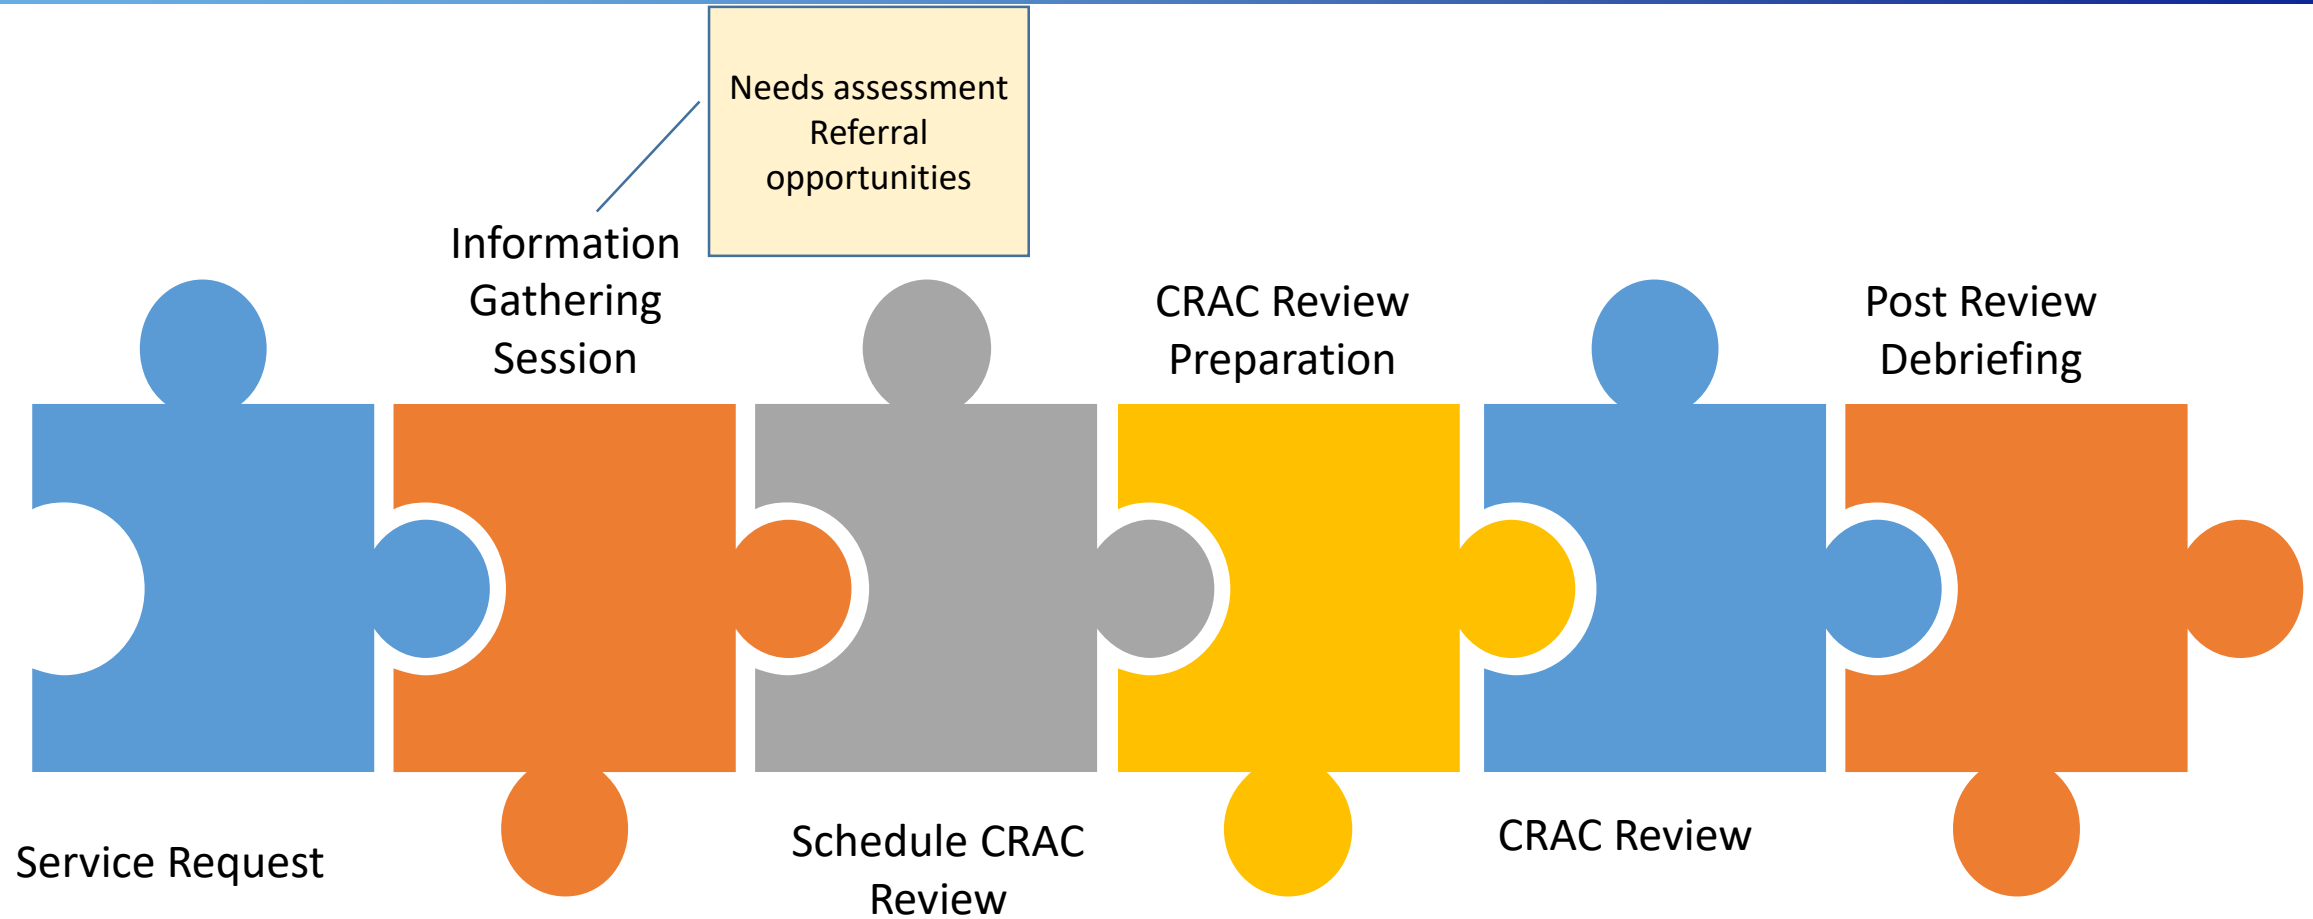 Needs assessment
Referral
opportunities
Information
Gathering
Session
CRAC Review
Preparation
Post Review
Debriefing
Service Request
Schedule CRAC
Review
CRAC Review